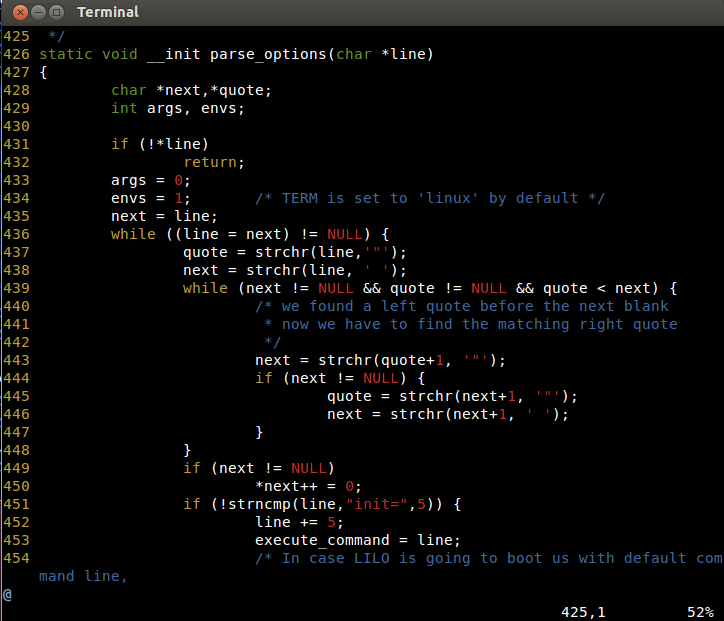 Terminal
425  */
426 static void __init parse_options(char *line)
427 {
428         char *next,*quote;
429         int args, envs;
430
431         if (!*line)
432                 return;
433         args = 0;
434         envs = 1;       /* TERM is set to 'linux' by default */
435         next = line;
436         while ((line = next) != NULL) {
437                 quote = strchr(line,'"');
438                 next = strchr(line, ' ');
439                 while (next != NULL && quote != NULL && quote < next) {
440                         /* we found a left quote before the next blank
441                          * now we have to find the matching right quote
442                          */
443                         next = strchr(quote+1, '"');
444                         if (next != NULL) {
445                                 quote = strchr(next+1, '"');
446                                 next = strchr(next+1, ' ');
447                         }
448                 }
449                 if (next != NULL)
450                         *next++ = 0;
451                 if (!strncmp(line,"init=",5)) {
452                         line += 5;
453                         execute_command = line;
454                         /* In case LILO is going to boot us with default com
    mand line,
@
425,1         52%